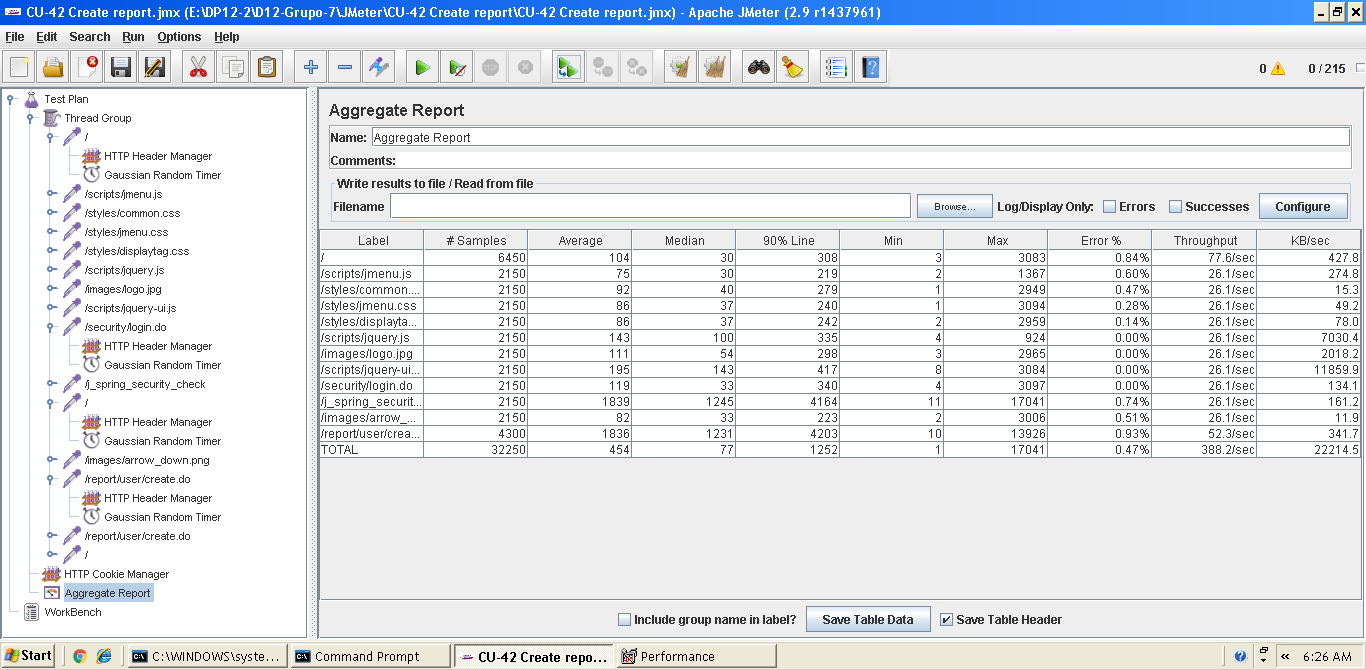 CU-42 Create report.jmx (E:\DP12-2\D12-Grupo-7\JMeter\CU-42 Create report\CU-42 Create report.jmx) - Apache JMeter (2.9 r1437961)
File Edit Search Run Options Help
0 0 / 215
Test Plan
Thread Group
/
HTTP Header Manager
Gaussian Random Timer
/scripts/jmenu.js
/styles/common.css
/styles/jmenu.css
/styles/displaytag.css
/scripts/jquery.js
/images/logo.jpg
/scripts/jquery-ui.js
/security/login.do
HTTP Header Manager
Gaussian Random Timer
/j_spring_security_check
/
HTTP Header Manager
Gaussian Random Timer
/images/arrow_down.png
/report/user/create.do
HTTP Header Manager
Gaussian Random Timer
/report/user/create.do
/
HTTP Cookie Manager
Aggregate Report
WorkBench
Aggregate Report
Name: Aggregate Report
Comments:
Write results to file / Read from file
Filename Browse... Log/Display Only: Errors Successes Configure
Label # Samples Average Median 90% Line Min Max Error % Throughput KB/sec
/ 6450 104 30 308 3 3083 0.84% 77.6/sec 427.8
/scripts/jmenu.js 2150 75 30 219 2 1367 0.60% 26.1/sec 274.8
/styles/common.... 2150 92 40 279 1 2949 0.47% 26.1/sec 15.3
/styles/jmenu.css 2150 86 37 240 1 3094 0.28% 26.1/sec 49.2
/styles/displayta... 2150 86 37 242 2 2959 0.14% 26.1/sec 78.0
/scripts/jquery.js 2150 143 100 335 4 924 0.00% 26.1/sec 7030.4
/images/logo.jpg 2150 111 54 298 3 2965 0.00% 26.1/sec 2018.2
/scripts/jquery-ui... 2150 195 143 417 8 3084 0.00% 26.1/sec 11859.9
/security/login.do 2150 119 33 340 4 3097 0.00% 26.1/sec 134.1
/j_spring_securit... 2150 1839 1245 4164 11 17041 0.74% 26.1/sec 161.2
/images/arrow_... 2150 82 33 223 2 3006 0.51% 26.1/sec 11.9
/report/user/crea... 4300 1836 1231 4203 10 13926 0.93% 52.3/sec 341.7
TOTAL 32250 454 77 1252 1 17041 0.47% 388.2/sec 22214.5
Include group name in label? Save Table Data Save Table Header
Start C:\WINDOWS\syste... Command Prompt CU-42 Create repo... Performance 6:26 AM